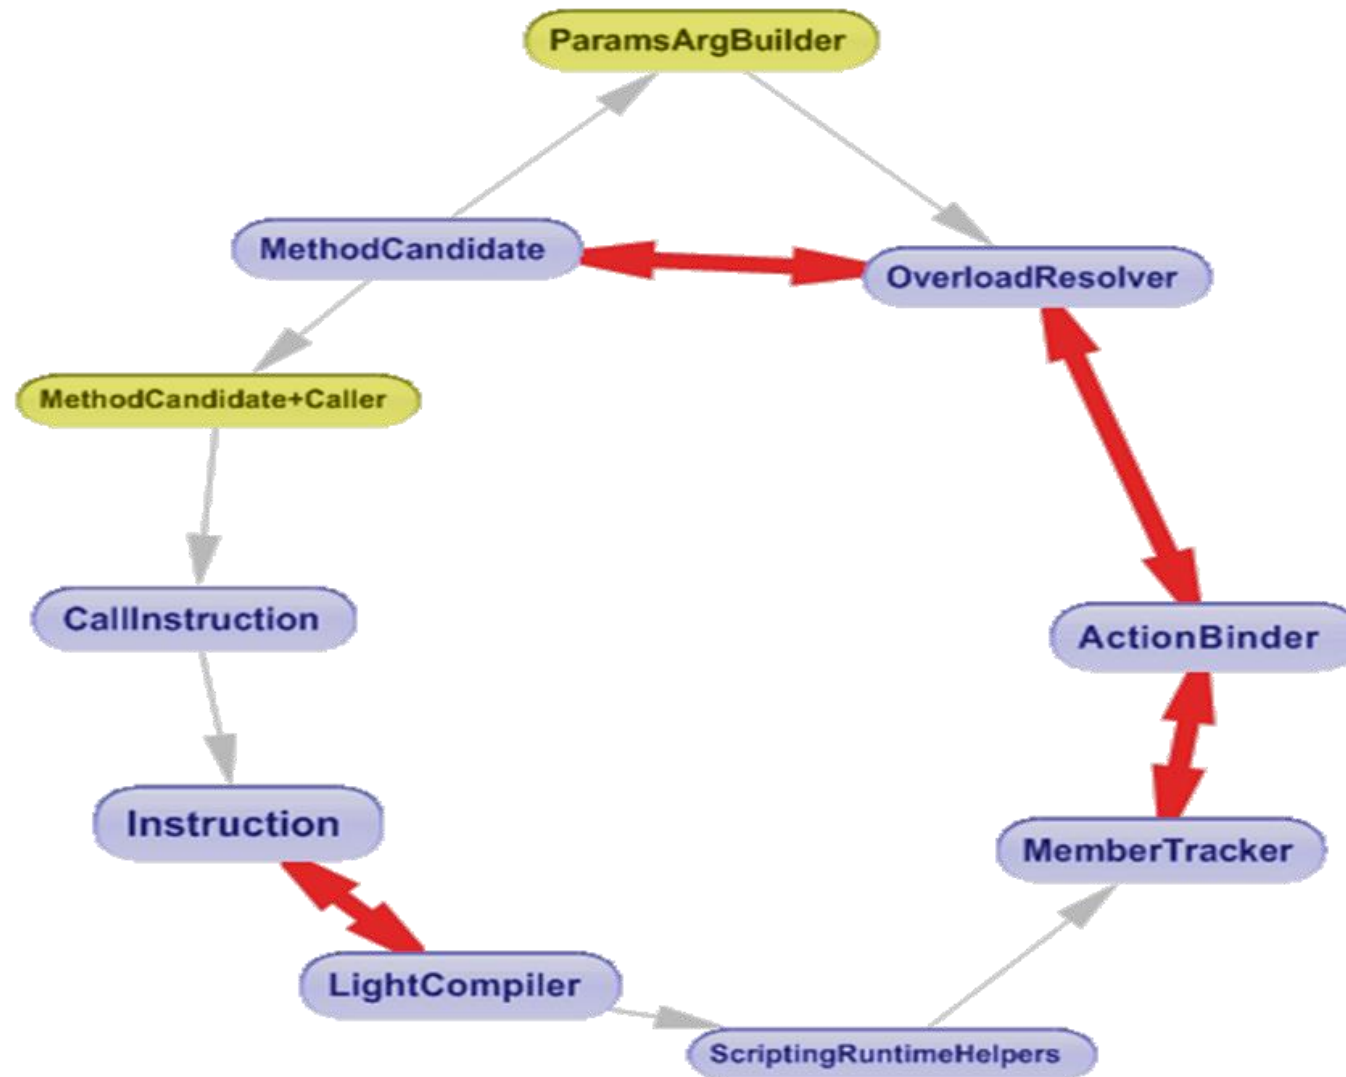 ParamsArgBuilder
MethodCandidate
OverloadResolver
MethodCandidate+Caller
CallInstruction
ActionBinder
Instruction
MemberTracker
LightCompiler
ScriptingRuntimeHelpers